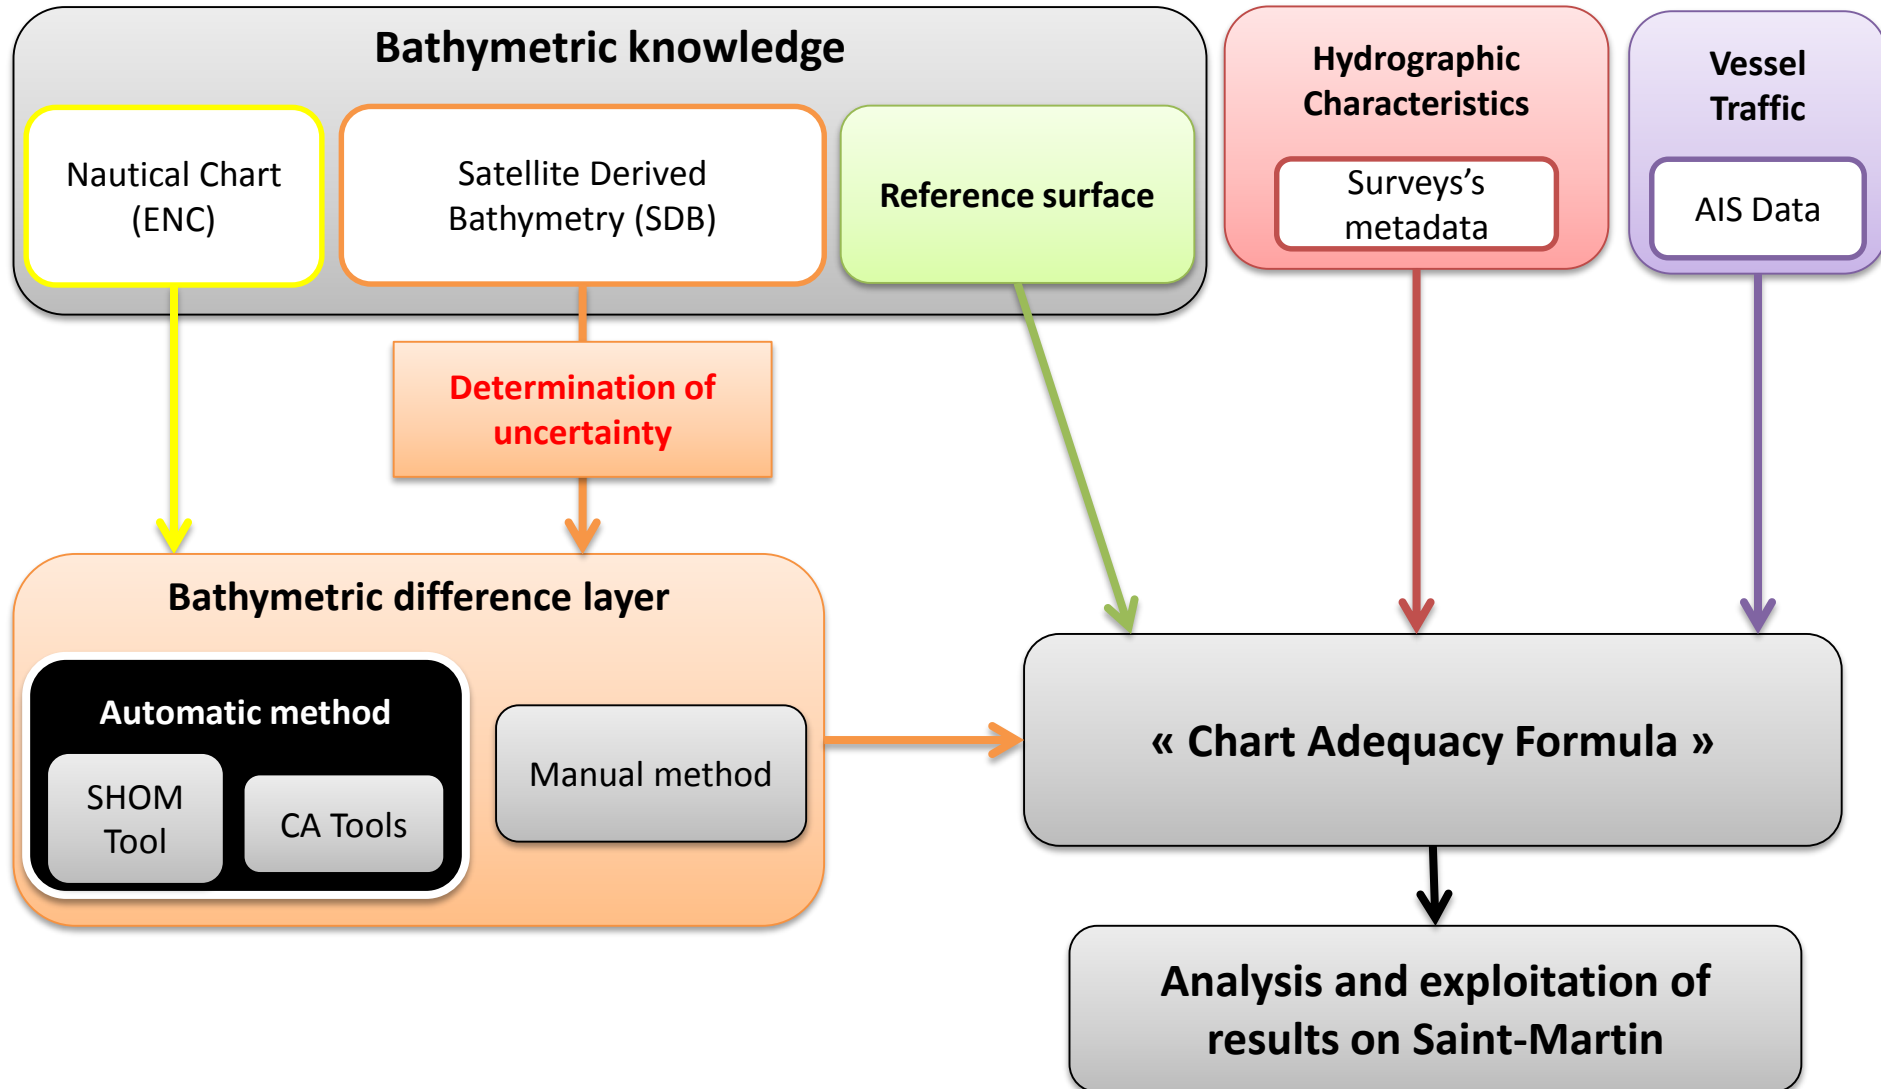 Bathymetric knowledge
Nautical Chart
(ENC)
Satellite Derived
Bathymetry (SDB)
Reference surface
Hydrographic
Characteristics
Surveys's
metadata
Vessel
Traffic
AIS Data
Determination of
uncertainty
Bathymetric difference layer
Automatic method
SHOM
Tool
CA Tools
Manual method
« Chart Adequacy Formula »
Analysis and exploitation of
results on Saint-Martin